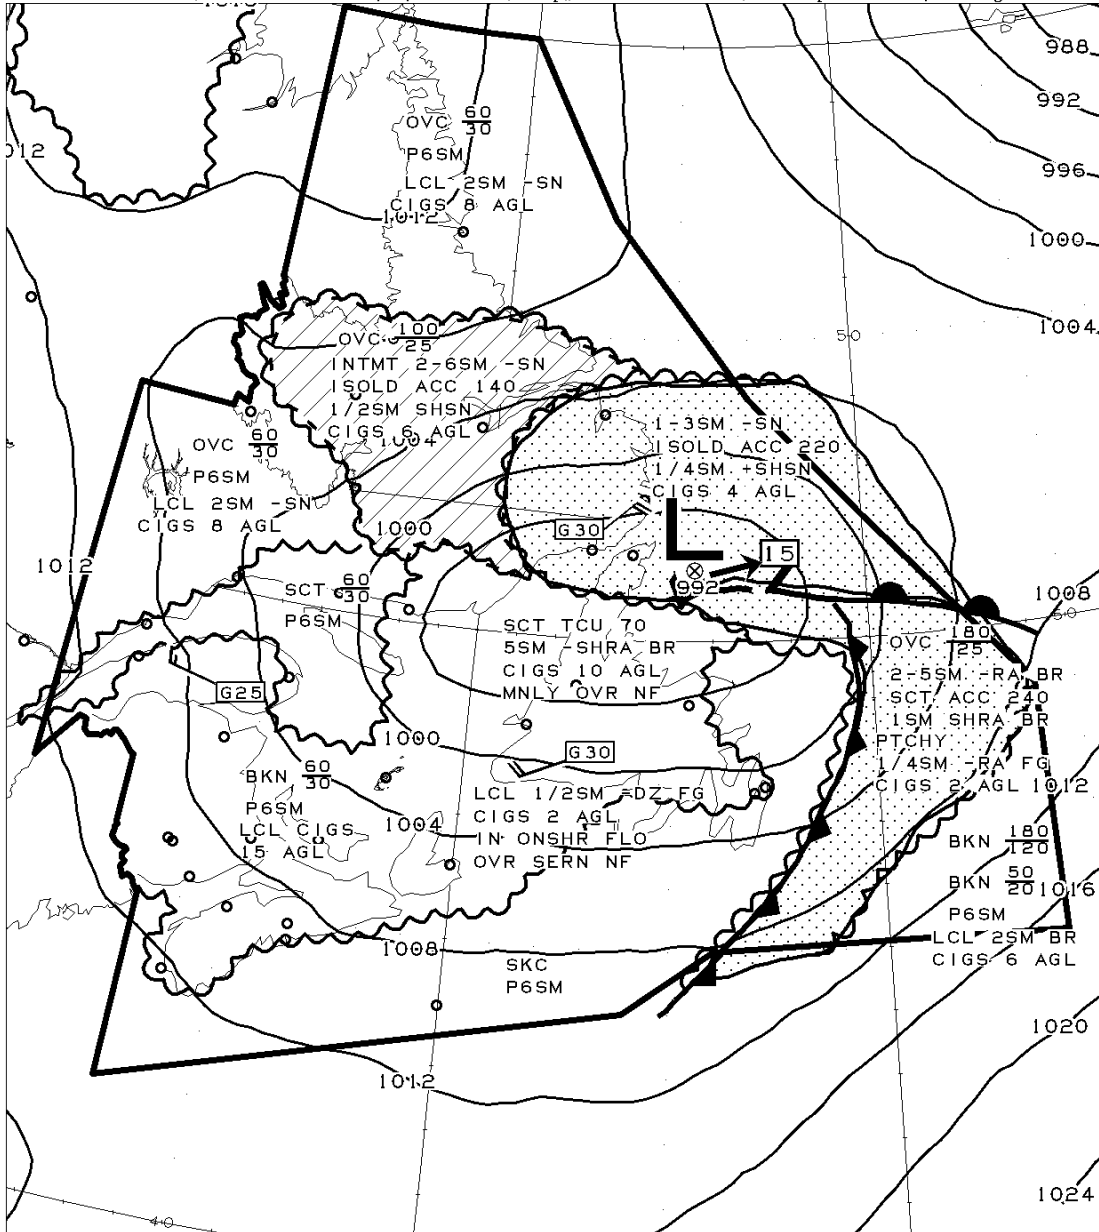 988
992
012
OVC 60/30
P6SM
LCL 2SM -SN
CIGS 8 AGL
996
1012
1000
1004
50
OVC 100/25
INTMT 2-6SM -SN
ISOLD ACC 140
1/2SM SHSN
CIGS 6 AGL
1004
1-3SM -SN
ISOLD ACC 220
1/4SM +SHSN
CIGS 4 AGL
OVC 60/30
P6SM
LCL 2SM -SN
CIGS 8 AGL
1000
G30
L
15
992
1012
1008
50
SCT 60/30
P6SM
SCT TCU 70
5SM -SHRA BR
CIGS 10 AGL
MNLY OVR NF
OVC 180/25
2-5SM -RA BR
SCT ACC 240
1SM SHRA BR
PTCHY
1/4SM -RA FG
CIGS 2 AGL
G25
1000
G30
1012
BKN 60/30
P6SM
LCL CIGS
15 AGL
LCL 1/2SM -DZ FG
CIGS 2 AGL
IN ONSHR FLO
OVR SERN NF
1004
BKN 180/120
BKN 50/20
1016
P6SM
LCL 2SM BR
CIGS 6 AGL
1008
SKC
P6SM
1020
1012
1024
40